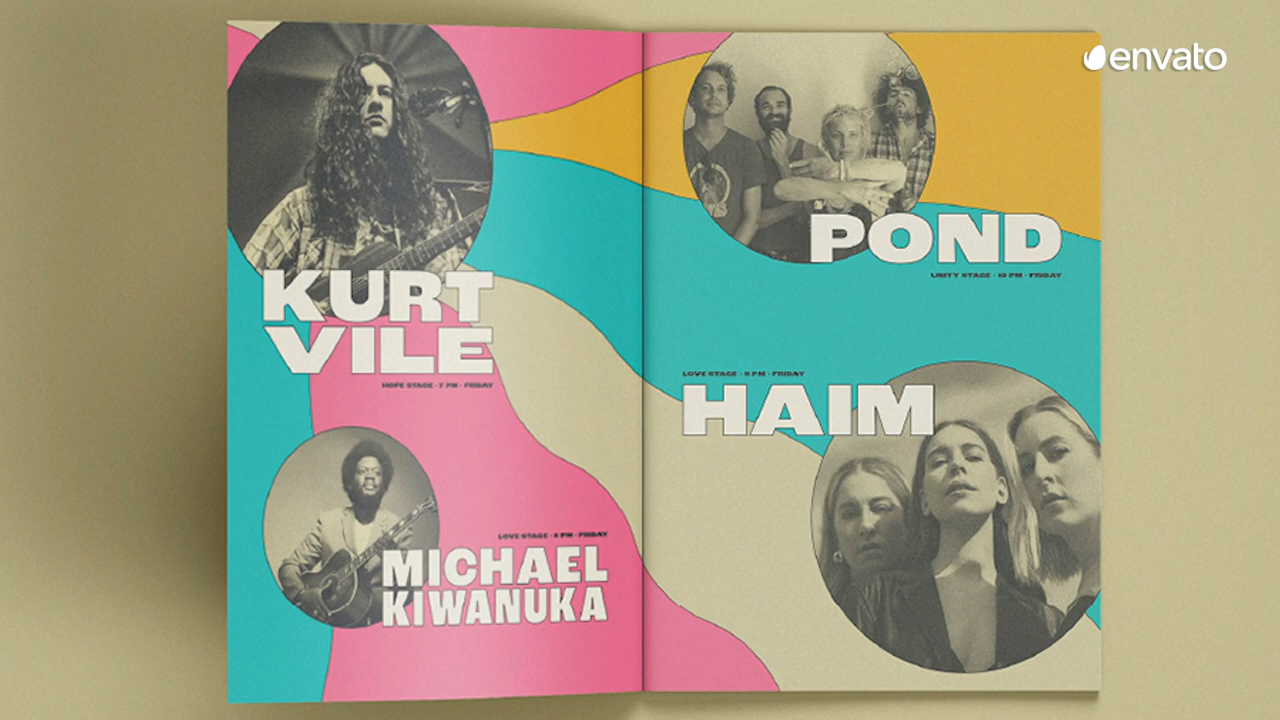 envato
KURT
VILE
HOPE STAGE · 7 PM · FRIDAY
LOVE STAGE · 8 PM · FRIDAY
MICHAEL
KIWANUKA
POND
UNITY STAGE · 10 PM · FRIDAY
LOVE STAGE · 9 PM · FRIDAY
HAIM